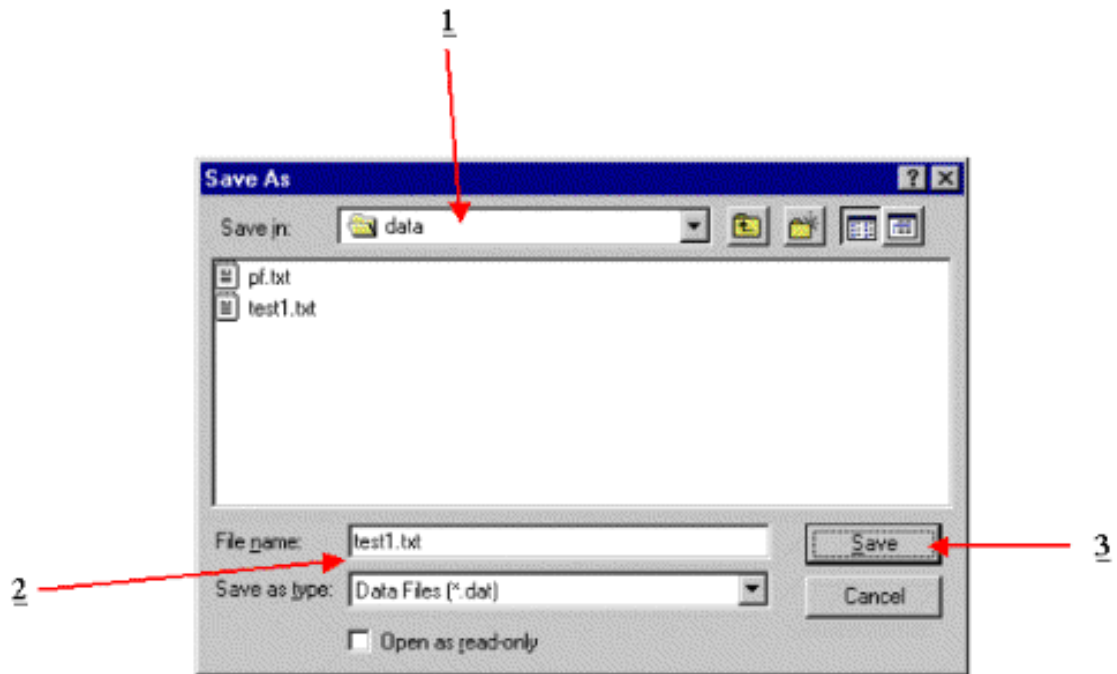 1
Save As
Save in: data
pf.txt
test1.txt
File name: test1.txt
Save
3
2
Save as type: Data Files (*.dat)
Cancel
Open as read-only